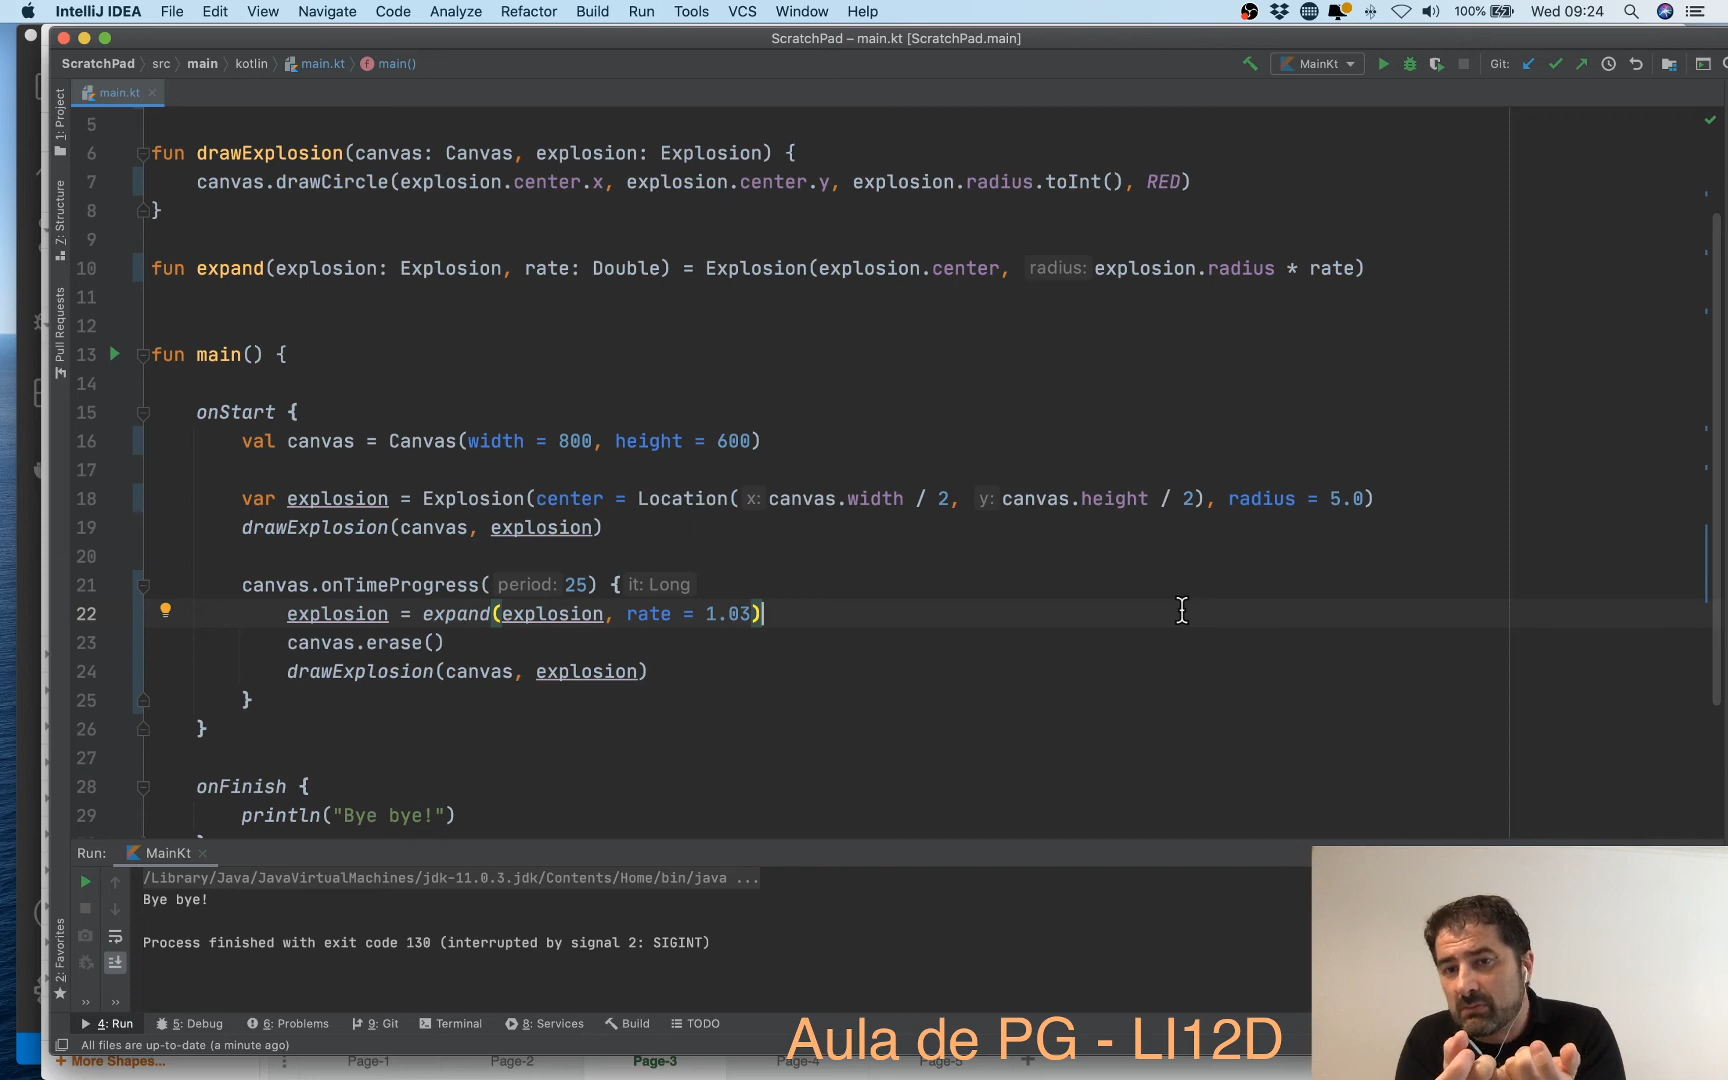 IntelliJ IDEA File Edit View Navigate Code Analyze Refactor Build Run Tools VCS Window Help 100% Wed 09:24
ScratchPad – main.kt [ScratchPad.main]
ScratchPad src main kotlin main.kt main() MainKt Git:
main.kt
5
6 fun drawExplosion(canvas: Canvas, explosion: Explosion) {
7 canvas.drawCircle(explosion.center.x, explosion.center.y, explosion.radius.toInt(), RED)
8 }
9
10 fun expand(explosion: Explosion, rate: Double) = Explosion(explosion.center, radius: explosion.radius * rate)
11
12
13 fun main() {
14
15 onStart {
16 val canvas = Canvas(width = 800, height = 600)
17
18 var explosion = Explosion(center = Location( x: canvas.width / 2, y: canvas.height / 2), radius = 5.0)
19 drawExplosion(canvas, explosion)
20
21 canvas.onTimeProgress( period: 25) { it: Long
22 explosion = expand(explosion, rate = 1.03)
23 canvas.erase()
24 drawExplosion(canvas, explosion)
25 }
26 }
27
28 onFinish {
29 println("Bye bye!")
1: Project
7: Structure
Pull Requests
2: Favorites
Run: MainKt
/Library/Java/JavaVirtualMachines/jdk-11.0.3.jdk/Contents/Home/bin/java ...
Bye bye!
Process finished with exit code 130 (interrupted by signal 2: SIGINT)
4: Run 5: Debug 6: Problems 9: Git Terminal 8: Services Build TODO
All files are up-to-date (a minute ago)
Aula de PG - LI12D
+ More Shapes... Page-1 Page-2 Page-3